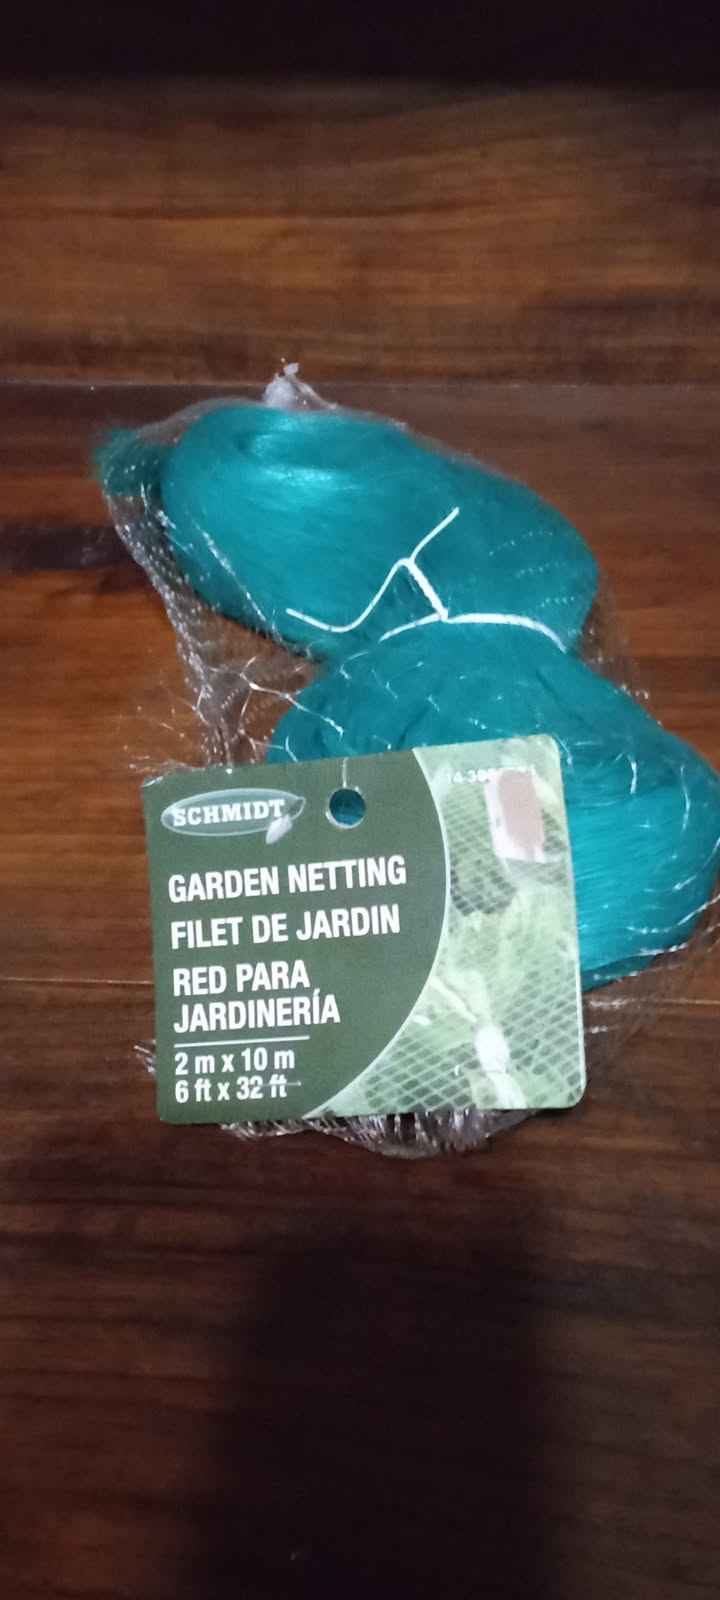 SCHMIDT
GARDEN NETTING
FILET DE JARDIN
RED PARA
JARDINERÍA
2 m x 10 m
6 ft x 32 ft